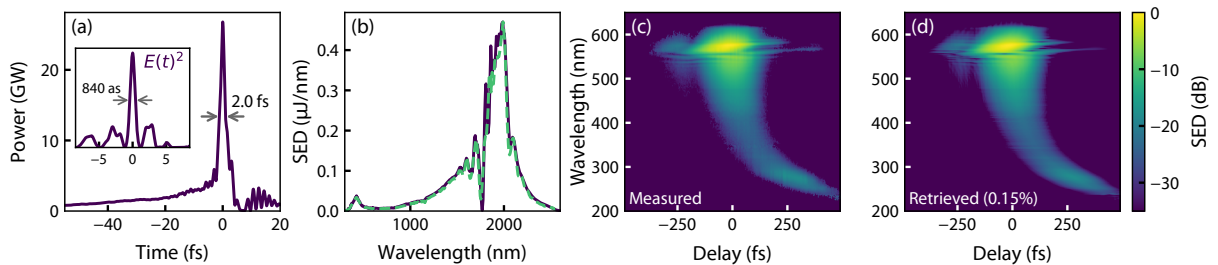 (a)
E(t)²
840 as
2.0 fs
−5 0 5
0
10
20
Power (GW)
−40 −20 0 20
Time (fs)
(b)
0.0
0.1
0.2
0.3
0.4
SED (μJ/nm)
1000 2000
Wavelength (nm)
(c)
Measured
200
300
400
500
600
Wavelength (nm)
−250 0 250
Delay (fs)
(d)
Retrieved (0.15%)
200
300
400
500
600
−250 0 250
Delay (fs)
0
−10
−20
−30
SED (dB)